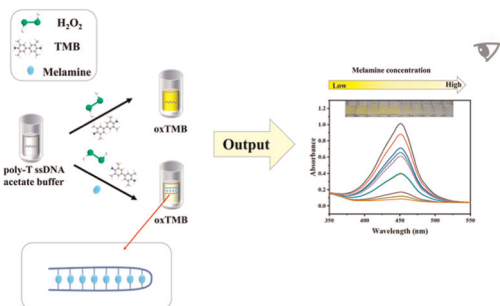 H₂O₂
TMB
Melamine
poly-T ssDNA
acetate buffer
oxTMB
oxTMB
Output
Melamine concentration
Low
High
Absorbance
1.2
1.0
0.8
0.6
0.4
0.2
0.0
350
400
450
500
550
Wavelength (nm)